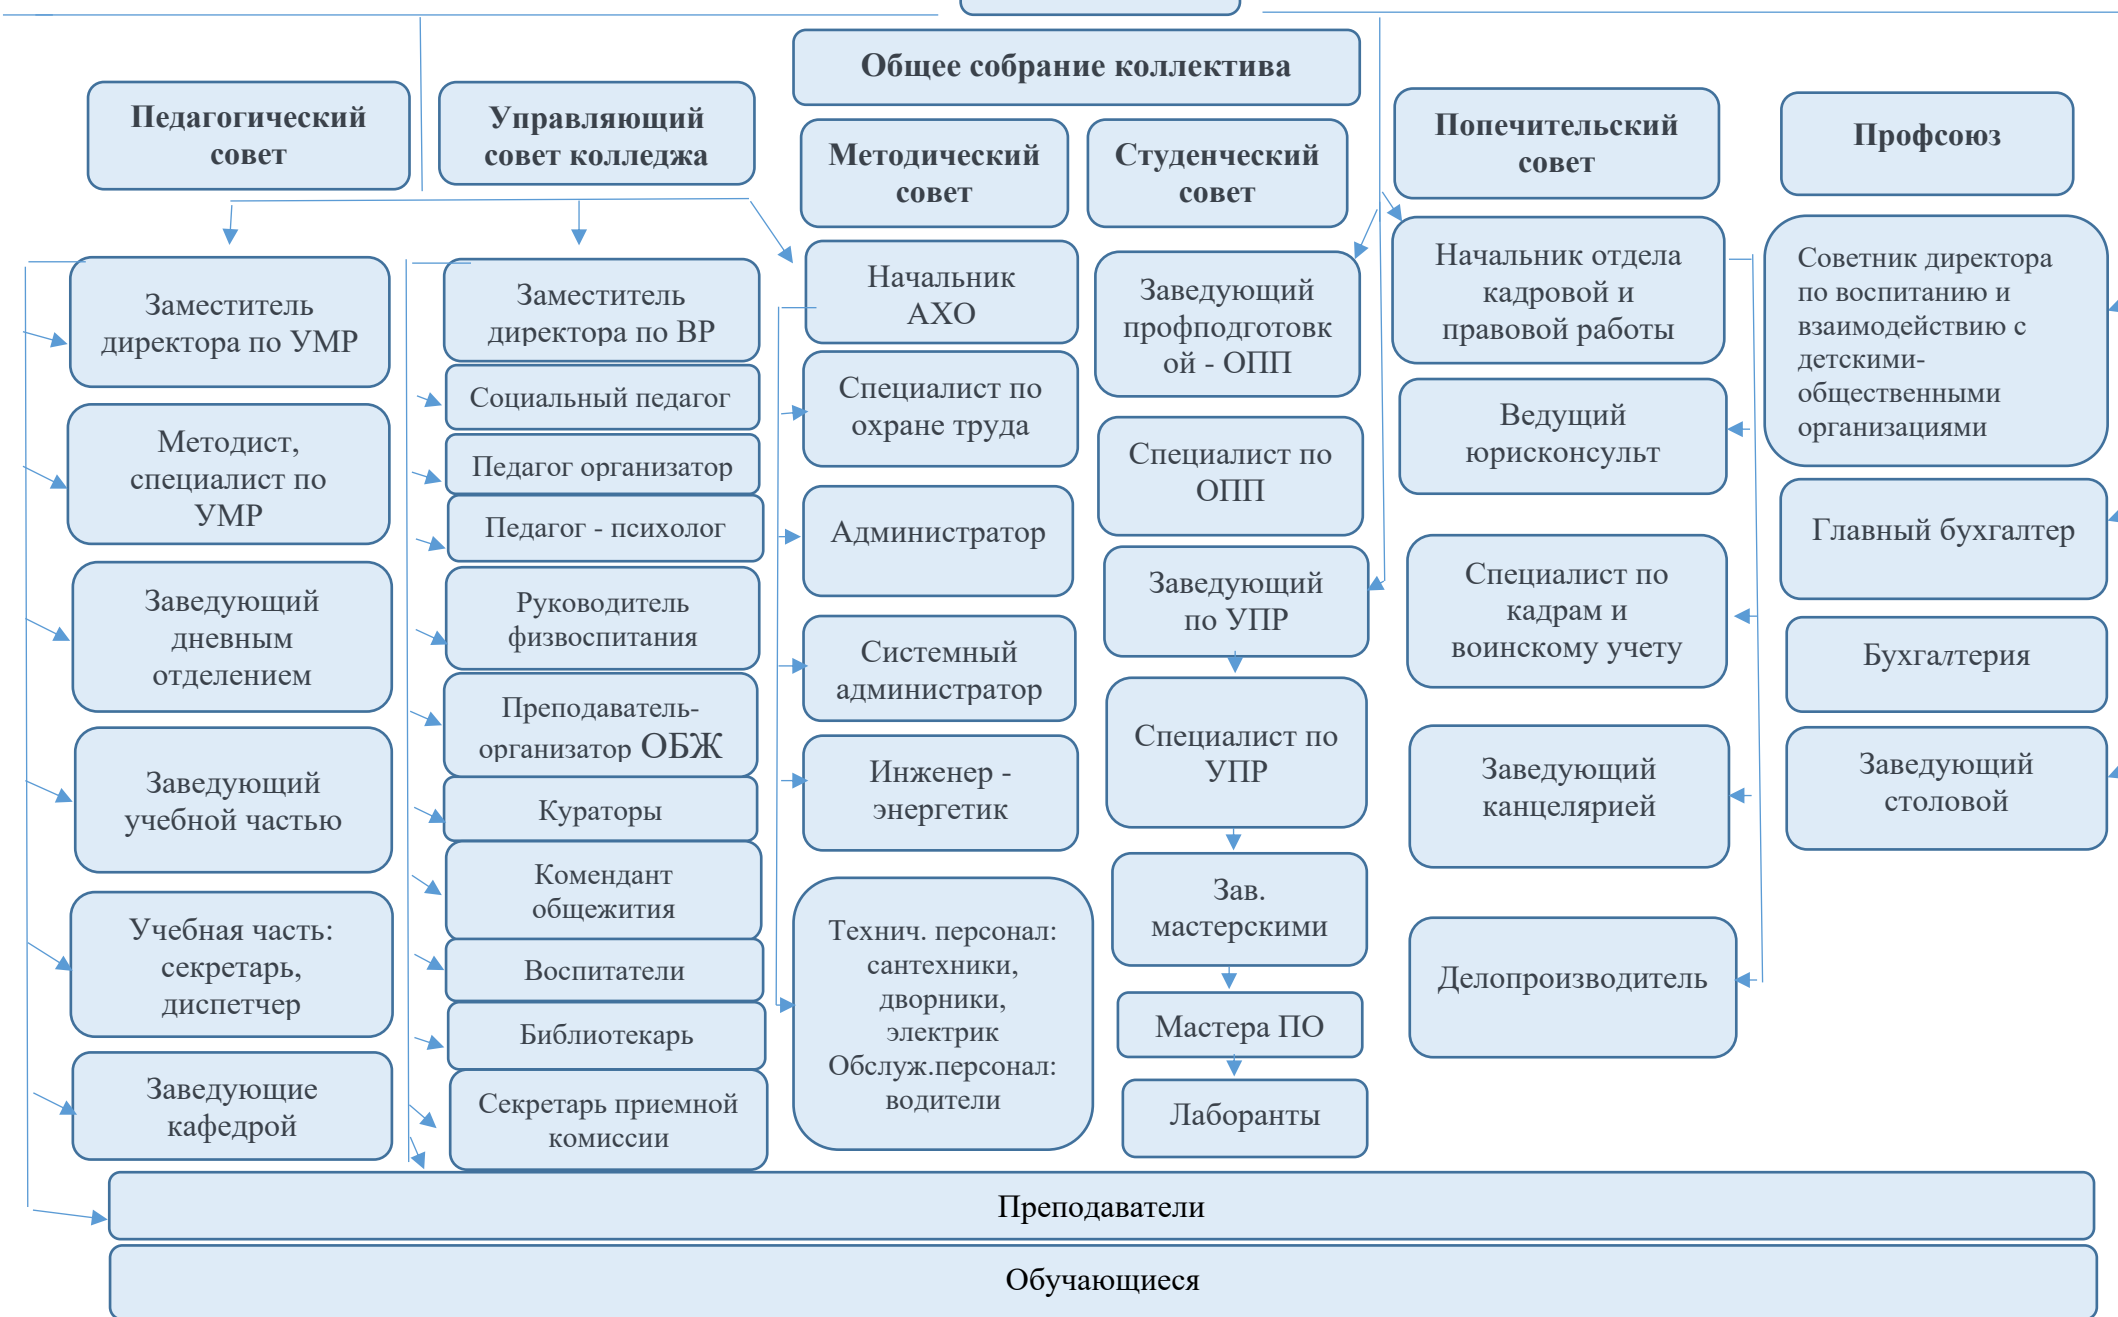 Общее собрание коллектива
Педагогический
совет
Управляющий
совет колледжа
Методический
совет
Студенческий
совет
Попечительский
совет
Профсоюз
Заместитель
директора по УМР
Методист,
специалист по
УМР
Заведующий
дневным
отделением
Заведующий
учебной частью
Учебная часть:
секретарь,
диспетчер
Заведующие
кафедрой
Заместитель
директора по ВР
Социальный педагог
Педагог организатор
Педагог - психолог
Руководитель
физвоспитания
Преподаватель-
организатор ОБЖ
Кураторы
Комендант
общежития
Воспитатели
Библиотекарь
Секретарь приемной
комиссии
Начальник
АХО
Специалист по
охране труда
Администратор
Системный
администратор
Инженер -
энергетик
Технич. персонал:
сантехники,
дворники,
электрик
Обслуж.персонал:
водители
Заведующий
профподготовк
ой - ОПП
Специалист по
ОПП
Заведующий
по УПР
Специалист по
УПР
Зав.
мастерскими
Мастера ПО
Лаборанты
Начальник отдела
кадровой и
правовой работы
Ведущий
юрисконсульт
Специалист по
кадрам и
воинскому учету
Заведующий
канцелярией
Делопроизводитель
Советник директора
по воспитанию и
взаимодействию с
детскими-
общественными
организациями
Главный бухгалтер
Бухгалтерия
Заведующий
столовой
Преподаватели
Обучающиеся